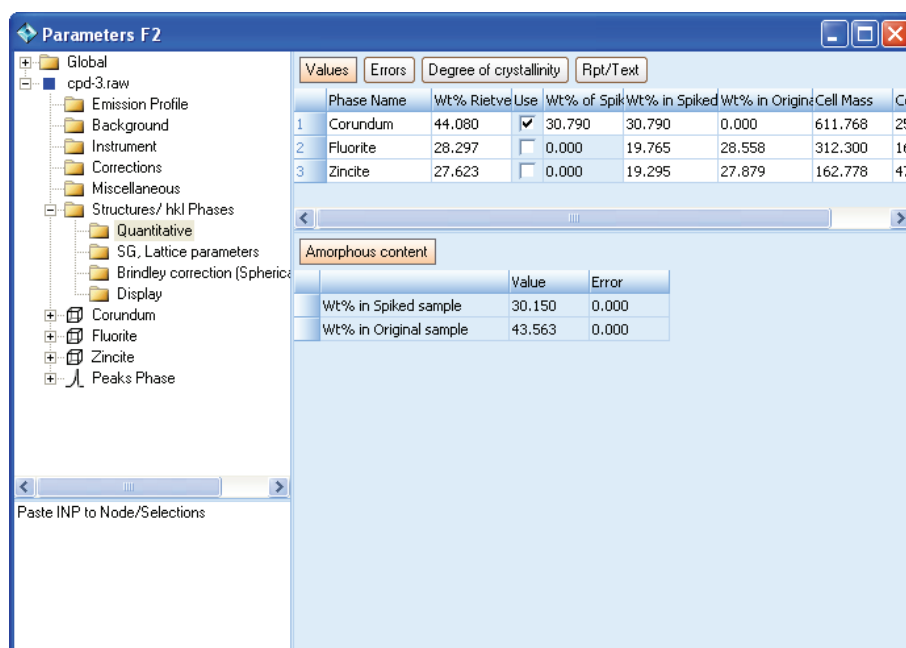 Parameters F2
Global
cpd-3.raw
Emission Profile
Background
Instrument
Corrections
Miscellaneous
Structures/ hkl Phases
Quantitative
SG, Lattice parameters
Brindley correction (Spherica
Display
Corundum
Fluorite
Zincite
Peaks Phase
Paste INP to Node/Selections
Values Errors Degree of crystallinity Rpt/Text
Phase Name Wt% Rietve Use Wt% of Spik Wt% in Spiked Wt% in Origina Cell Mass C
1 Corundum 44.080 30.790 30.790 0.000 611.768 25
2 Fluorite 28.297 0.000 19.765 28.558 312.300 16
3 Zincite 27.623 0.000 19.295 27.879 162.778 47
Amorphous content
Value Error
Wt% in Spiked sample 30.150 0.000
Wt% in Original sample 43.563 0.000